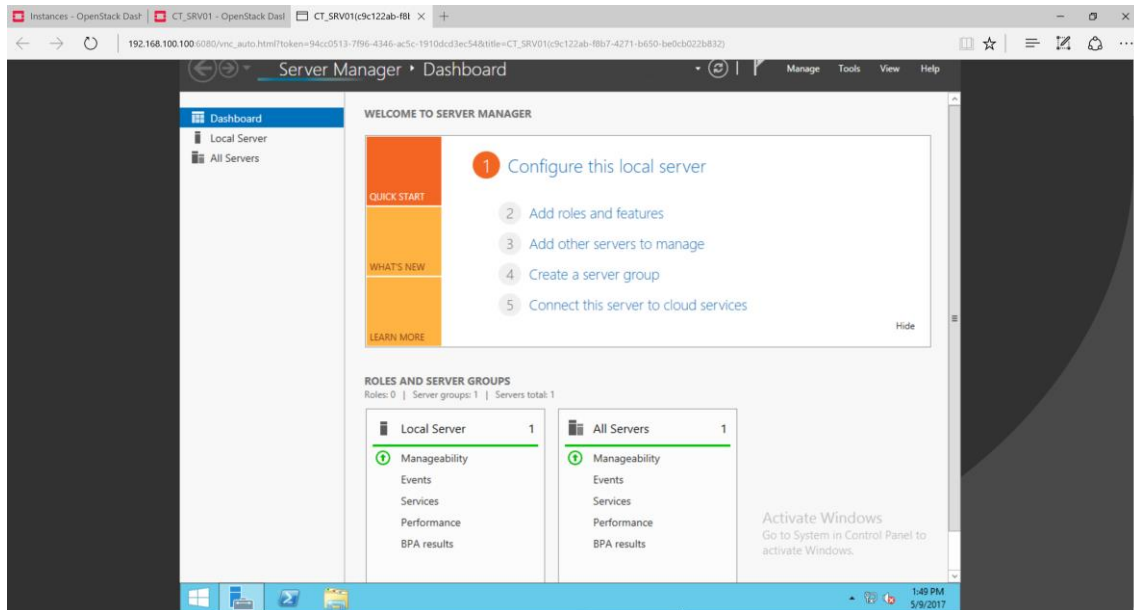 Instances - OpenStack Dash
CT_SRV01 - OpenStack Dasl
CT_SRV01(c9c122ab-f8l
192.168.100.100:6080/vnc_auto.html?token=94cc0513-7f96-4346-ac5c-1910dcd3ec54&title=CT_SRV01(c9c122ab-f8b7-4271-b650-be0cb022b832)
Server Manager • Dashboard
Manage Tools View Help
Dashboard
Local Server
All Servers
WELCOME TO SERVER MANAGER
QUICK START
WHAT'S NEW
LEARN MORE
1 Configure this local server
2 Add roles and features
3 Add other servers to manage
4 Create a server group
5 Connect this server to cloud services
Hide
ROLES AND SERVER GROUPS
Roles: 0 | Server groups: 1 | Servers total: 1
Local Server 1
Manageability
Events
Services
Performance
BPA results
All Servers 1
Manageability
Events
Services
Performance
BPA results
Activate Windows
Go to System in Control Panel to
activate Windows.
1:49 PM
5/9/2017